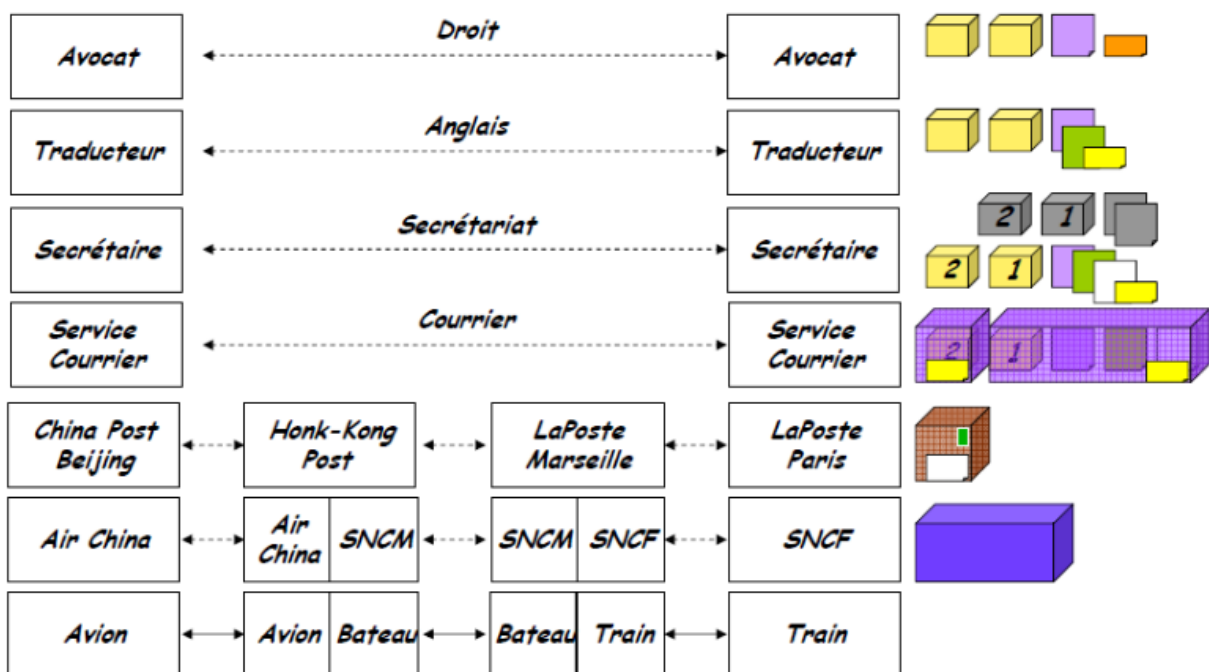 Droit
Avocat
Avocat
Anglais
Traducteur
Traducteur
Secrétariat
Secrétaire
Secrétaire
2 1
2 1
Courrier
Service
Courrier
Service
Courrier
2 1
China Post
Beijing
Honk-Kong
Post
LaPoste
Marseille
LaPoste
Paris
Air China
Air
China
SNCM
SNCM
SNCF
SNCF
Avion
Avion
Bateau
Bateau
Train
Train